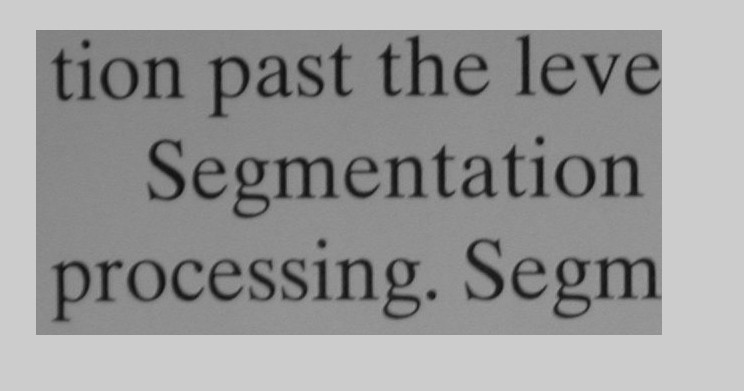 tion past the leve
Segmentation
processing. Segm